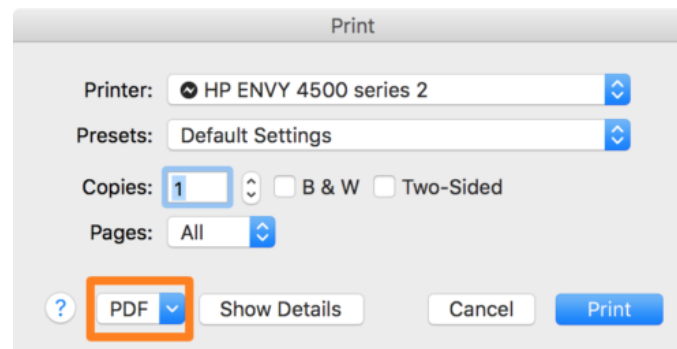 Print
Printer: HP ENVY 4500 series 2
Presets: Default Settings
Copies: 1 B & W Two-Sided
Pages: All
? PDF Show Details Cancel Print